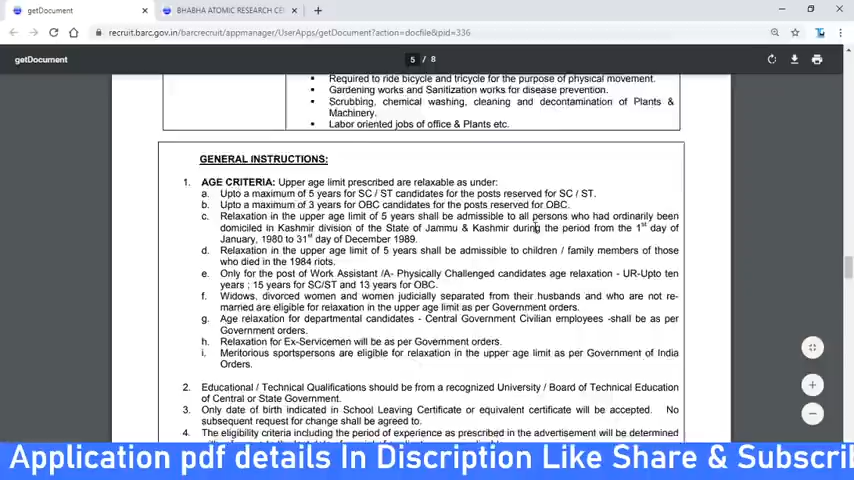 getDocument
BHABHA ATOMIC RESEARCH CE
recruit.barc.gov.in/barcrecruit/appmanager/UserApps/getDocument?action=docfile&pid=336
getDocument
5 / 8
Required to ride bicycle and tricycle for the purpose of physical movement.
Gardening works and Sanitization works for disease prevention.
Scrubbing, chemical washing, cleaning and decontamination of Plants &
Machinery.
Labor oriented jobs of office & Plants etc.
GENERAL INSTRUCTIONS:
1. AGE CRITERIA: Upper age limit prescribed are relaxable as under:
a. Upto a maximum of 5 years for SC / ST candidates for the posts reserved for SC / ST.
b. Upto a maximum of 3 years for OBC candidates for the posts reserved for OBC.
c. Relaxation in the upper age limit of 5 years shall be admissible to all persons who had ordinarily been
domiciled in Kashmir division of the State of Jammu & Kashmir during the period from the 1st day of
January, 1980 to 31st day of December 1989.
d. Relaxation in the upper age limit of 5 years shall be admissible to children / family members of those
who died in the 1984 riots.
e. Only for the post of Work Assistant /A- Physically Challenged candidates age relaxation - UR-Upto ten
years ; 15 years for SC/ST and 13 years for OBC.
f. Widows, divorced women and women judicially separated from their husbands and who are not re-
married are eligible for relaxation in the upper age limit as per Government orders.
g. Age relaxation for departmental candidates - Central Government Civilian employees -shall be as per
Government orders.
h. Relaxation for Ex-Servicemen will be as per Government orders.
i. Meritorious sportspersons are eligible for relaxation in the upper age limit as per Government of India
Orders.
2. Educational / Technical Qualifications should be from a recognized University / Board of Technical Education
of Central or State Government.
3. Only date of birth indicated in School Leaving Certificate or equivalent certificate will be accepted. No
subsequent request for change shall be agreed to.
4. The eligibility criteria including the period of experience as prescribed in the advertisement will be determined
Application pdf details In Discription Like Share & Subscrib